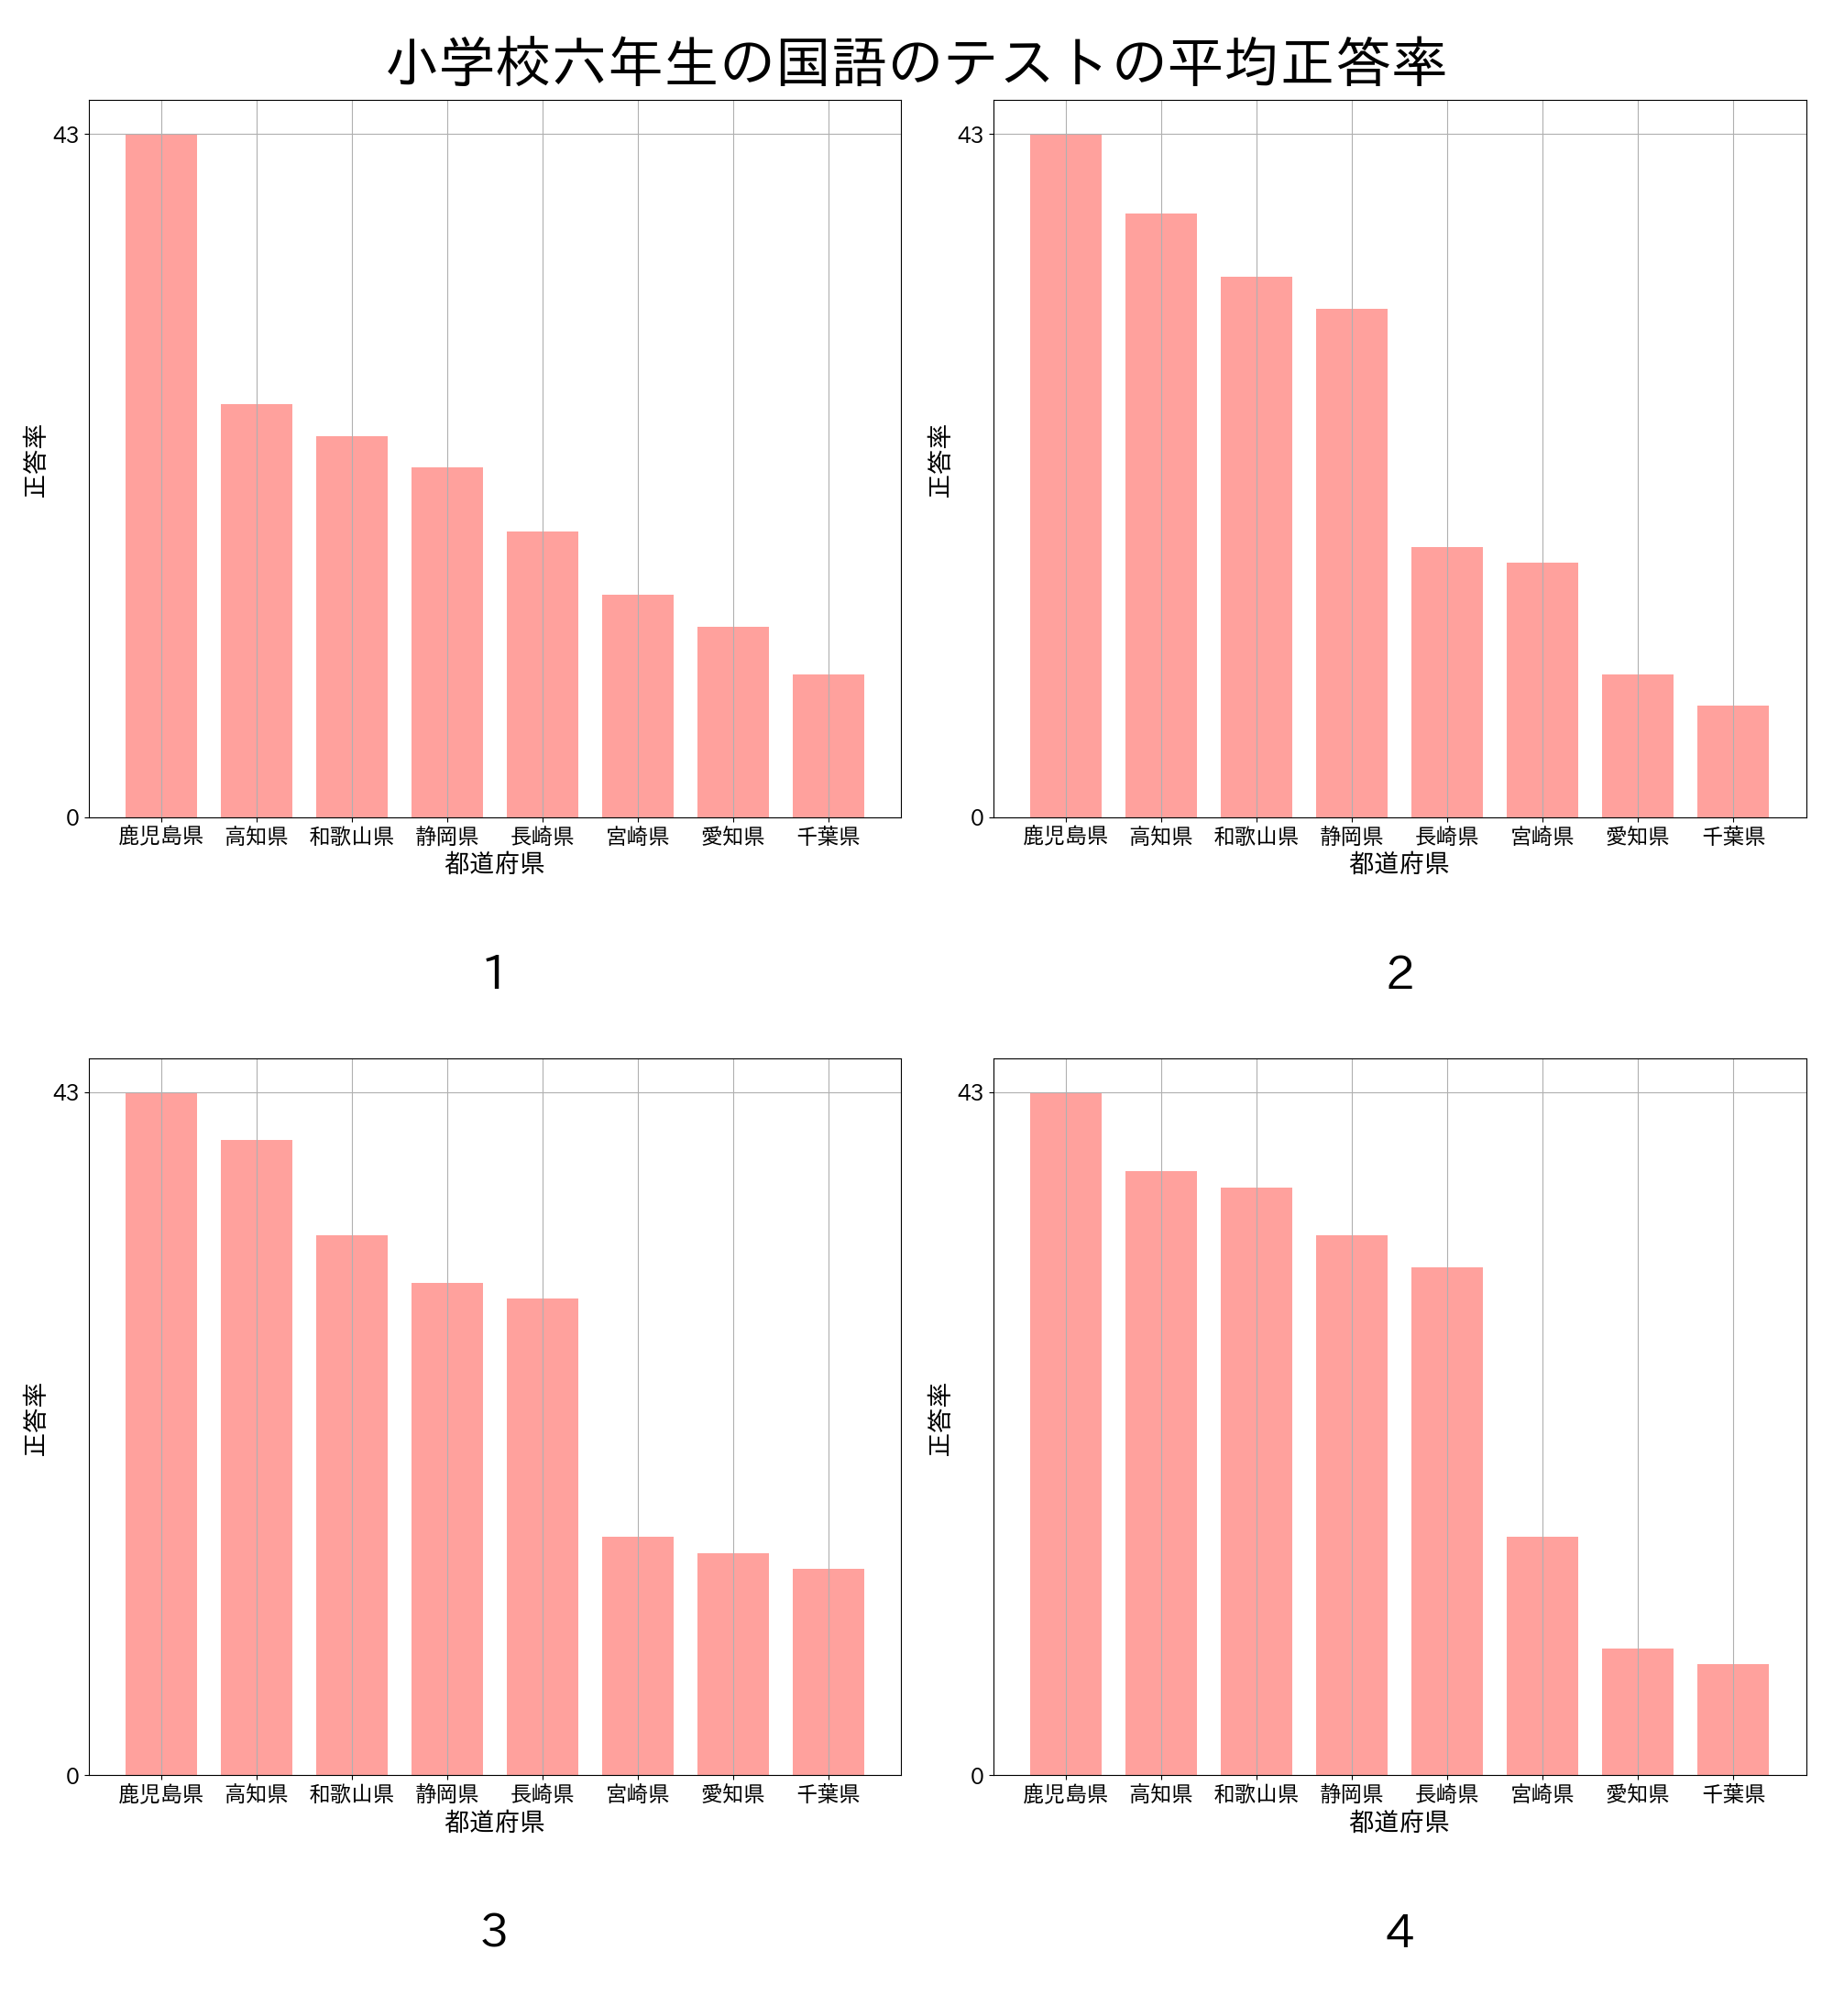 小学校六年生の国語のテストの平均正答率
43
0
正答率
鹿児島県 高知県 和歌山県 静岡県 長崎県 宮崎県 愛知県 千葉県
都道府県
1
43
0
正答率
鹿児島県 高知県 和歌山県 静岡県 長崎県 宮崎県 愛知県 千葉県
都道府県
2
43
0
正答率
鹿児島県 高知県 和歌山県 静岡県 長崎県 宮崎県 愛知県 千葉県
都道府県
3
43
0
正答率
鹿児島県 高知県 和歌山県 静岡県 長崎県 宮崎県 愛知県 千葉県
都道府県
4